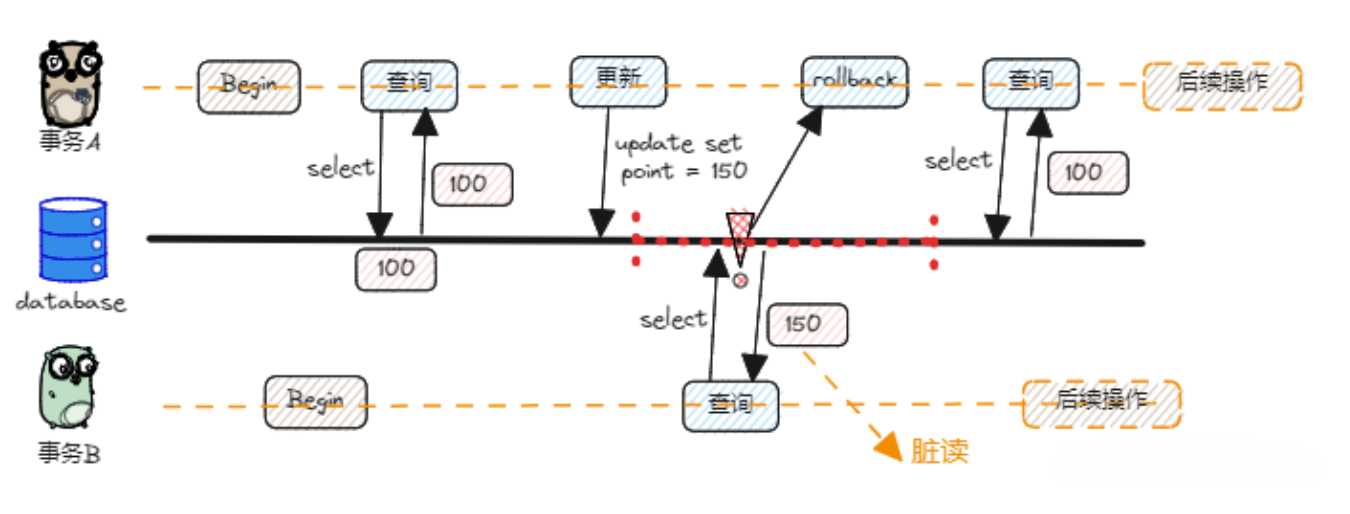 Begin
查询
更新
rollback
查询
后续操作
事务A
select
100
update set
point = 150
select
100
100
database
select
150
Begin
查询
后续操作
事务B
脏读